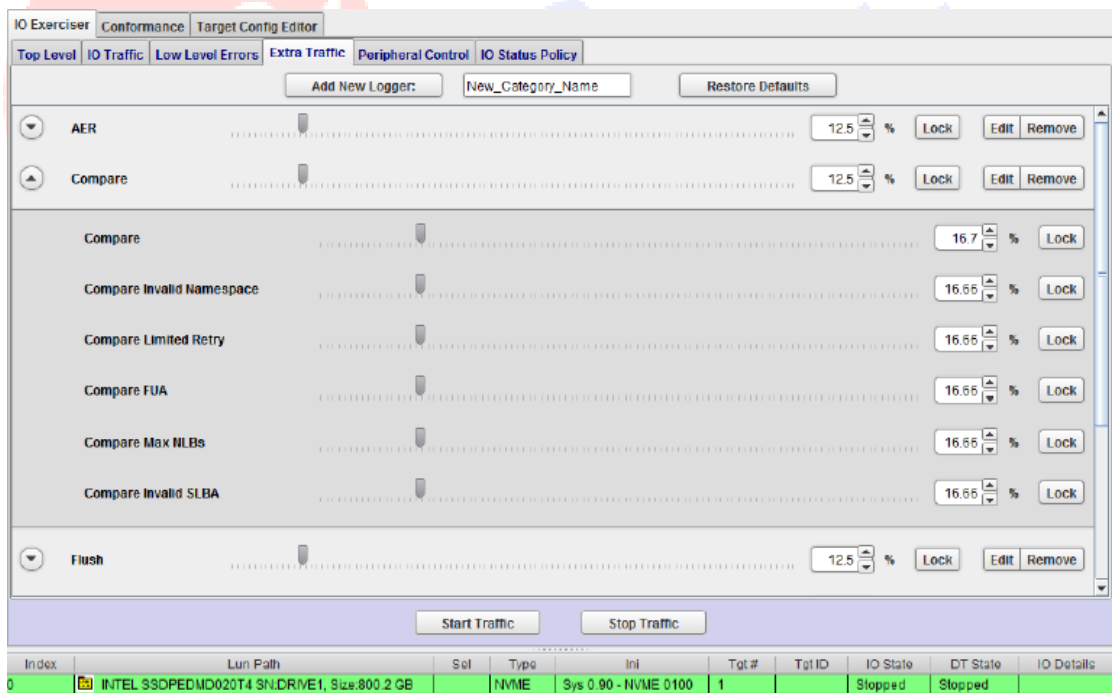 IO Exerciser Conformance Target Config Editor
Top Level IO Traffic Low Level Errors Extra Traffic Peripheral Control IO Status Policy
Add New Logger: New_Category_Name Restore Defaults
AER 12.5 % Lock Edit Remove
Compare 12.5 % Lock Edit Remove
Compare 16.7 % Lock
Compare Invalid Namespace 16.66 % Lock
Compare Limited Retry 16.66 % Lock
Compare FUA 16.66 % Lock
Compare Max NLBs 16.66 % Lock
Compare Invalid SLBA 16.66 % Lock
Flush 12.5 % Lock Edit Remove
Start Traffic Stop Traffic
Index Lun Path Sel Type Ini Tgt # Tgt ID IO State DT State IO Details
0 INTEL SSDPEDMD020T4 SN:DRIVE1, Size:800.2 GB NVME Sys 0.90 - NVME 0100 1 Stopped Stopped